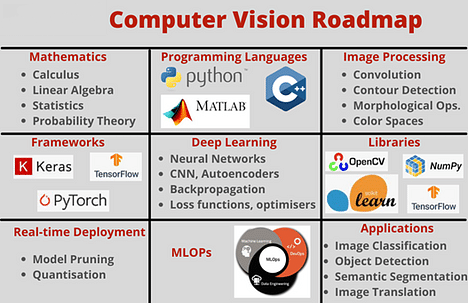 Computer Vision Roadmap
Mathematics
• Calculus
• Linear Algebra
• Statistics
• Probability Theory
Programming Languages
python™
C++
MATLAB
Image Processing
• Convolution
• Contour Detection
• Morphological Ops.
• Color Spaces
Frameworks
K Keras
TensorFlow
PyTorch
Deep Learning
• Neural Networks
• CNN, Autoencoders
• Backpropagation
• Loss functions, optimisers
Libraries
OpenCV
NumPy
scikit
learn
TensorFlow
Real-time Deployment
• Model Pruning
• Quantisation
MLOPs
Machine Learning
DevOps
MLOps
Data Engineering
Applications
• Image Classification
• Object Detection
• Semantic Segmentation
• Image Translation